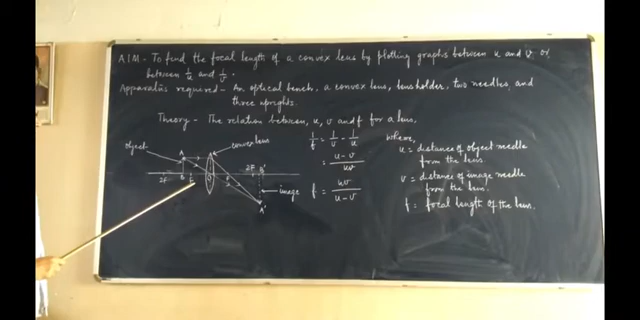 AIM - To find the focal length of a convex lens by plotting graphs between u and v or
between 1/u and 1/v.
Apparatus required - An optical bench, a convex lens, lens holder, two needles, and
three uprights.
Theory - The relation between, u, v and f for a lens,
object
convex lens
A
2F
B
F
2F
B'
A'
image
1/f = 1/v - 1/u
= u - v / uv
f = uv / u - v
where,
u = distance of object needle
from the lens.
v = distance of image needle
from the lens.
f = focal length of the lens.